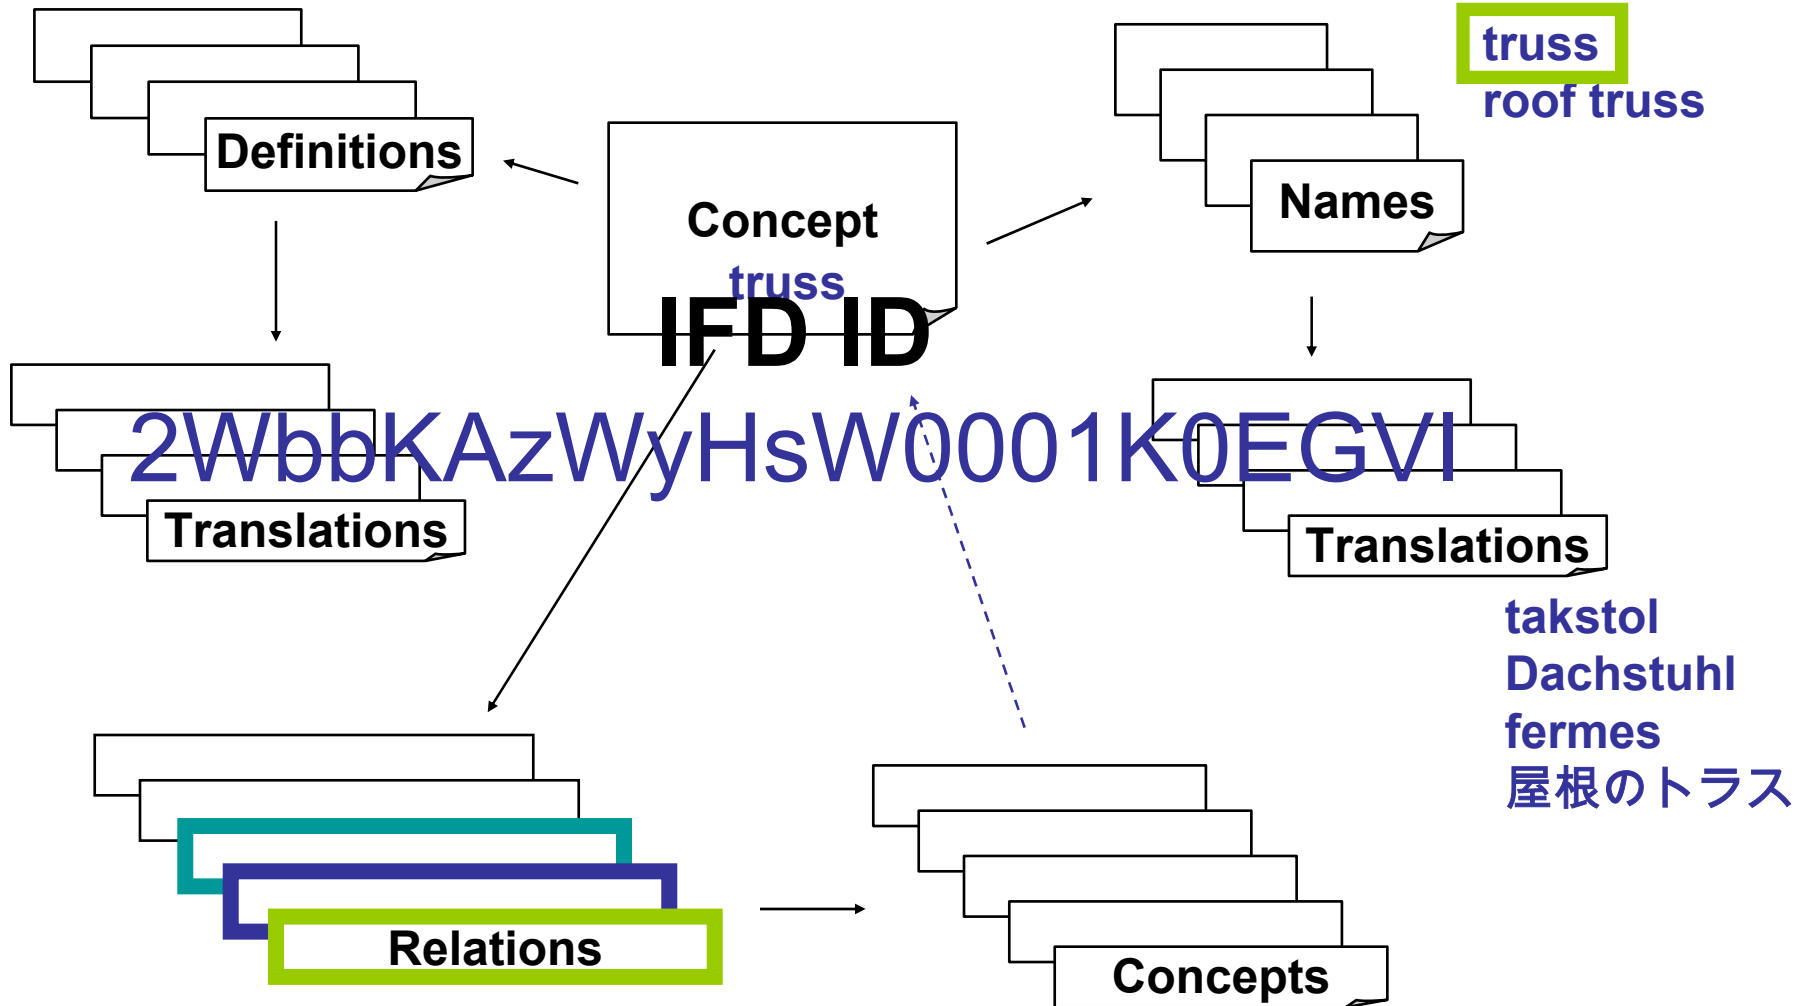 truss
roof truss
Definitions
Names
Concept
truss
IFD ID
2WbbKAzWyHsW0001K0EGVI
Translations
Translations
takstol
Dachstuhl
fermes
屋根のトラス
Relations
Concepts